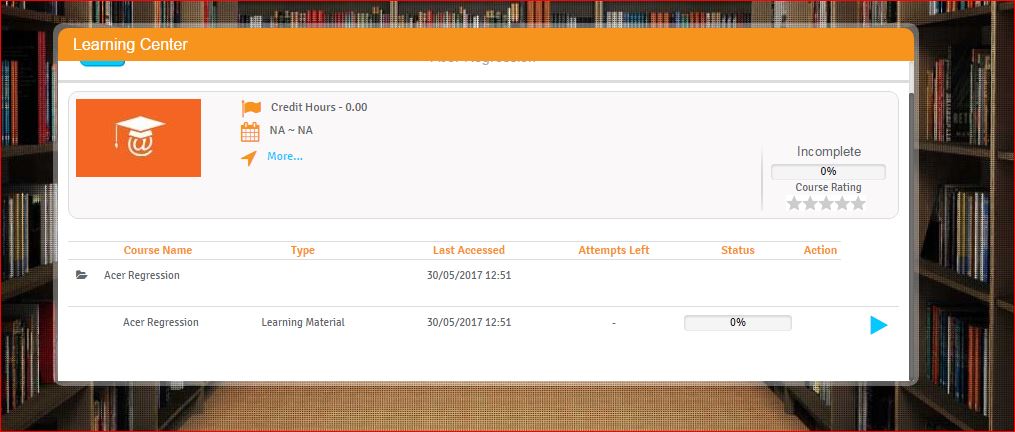 Learning Center
Acer Regression
Credit Hours - 0.00
NA ~ NA
More...
Incomplete
0%
Course Rating
Course Name Type Last Accessed Attempts Left Status Action
Acer Regression 30/05/2017 12:51
Acer Regression Learning Material 30/05/2017 12:51 - 0%